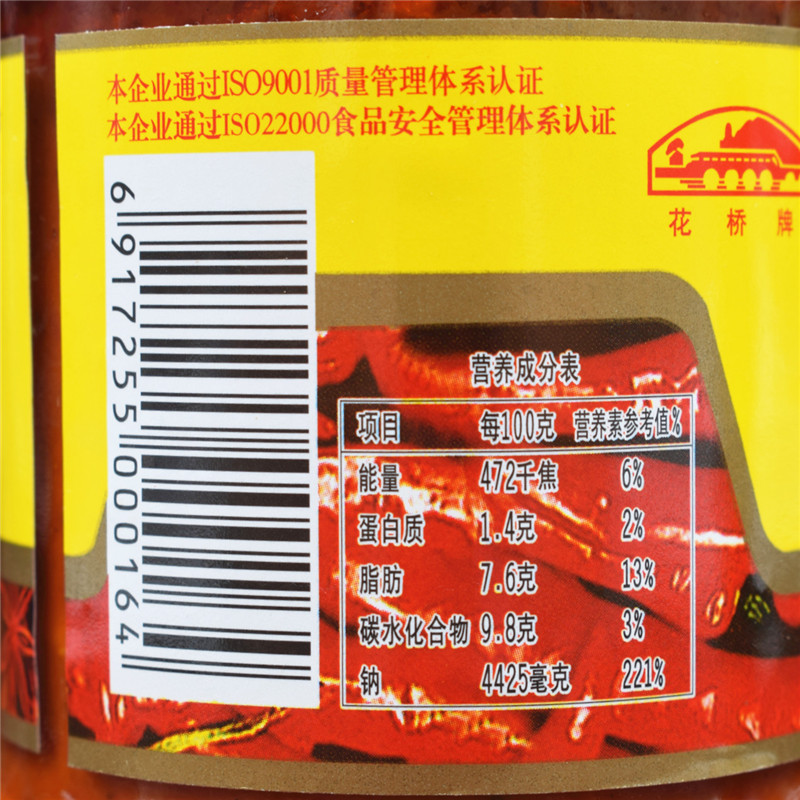 本企业通过ISO9001质量管理体系认证
本企业通过ISO22000食品安全管理体系认证
花桥牌
6 917255 000164
营养成分表
项目 每100克 营养素参考值%
能量 472千焦 6%
蛋白质 1.4克 2%
脂肪 7.6克 13%
碳水化合物 9.8克 3%
钠 4425毫克 221%